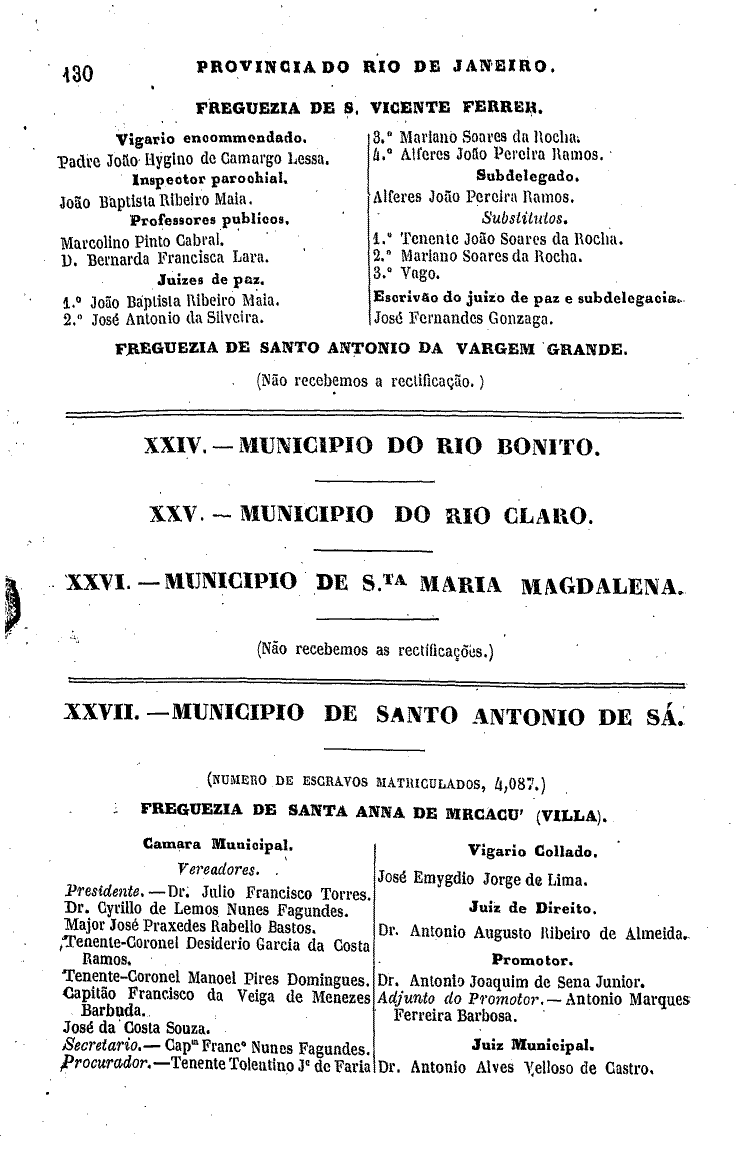 130
PROVINCIA DO RIO DE JANEIRO.
FREGUEZIA DE S. VICENTE FERRER.
Vigario encommendado.
Padre João Hygino de Camargo Lessa.
Inspector parochial.
João Baptista Ribeiro Maia.
Professores publicos.
Marcolino Pinto Cabral.
D. Bernarda Francisca Lara.
Juizes de paz.
1.º João Baptista Ribeiro Maia.
2.º José Antonio da Silveira.
3.º Mariano Soares da Rocha.
4.º Alferes João Pereira Ramos.
Subdelegado.
Alferes João Pereira Ramos.
Substitutos.
1.º Tenente João Soares da Rocha.
2.º Mariano Soares da Rocha.
3.º Vago.
Escrivão do juizo de paz e subdelegacia.
José Fernandes Gonzaga.
FREGUEZIA DE SANTO ANTONIO DA VARGEM GRANDE.
(Não recebemos a rectificação.)
XXIV. — MUNICIPIO DO RIO BONITO.
XXV. — MUNICIPIO DO RIO CLARO.
XXVI. — MUNICIPIO DE S.TA MARIA MAGDALENA.
(Não recebemos as rectificações.)
XXVII. — MUNICIPIO DE SANTO ANTONIO DE SÁ.
(NUMERO DE ESCRAVOS MATRICULADOS, 4,087.)
FREGUEZIA DE SANTA ANNA DE MRCACU' (VILLA).
Camara Municipal.
Vereadores.
Presidente. — Dr. Julio Francisco Torres.
Dr. Cyrillo de Lemos Nunes Fagundes.
Major José Praxedes Rabello Bastos.
Tenente-Coronel Desiderio Garcia da Costa
Ramos.
Tenente-Coronel Manoel Pires Domingues.
Capitão Francisco da Veiga de Menezes
Barbuda.
José da Costa Souza.
Secretario. — Capm Franco Nunes Fagundes.
Procurador. — Tenente Tolentino Je de Faria
Vigario Collado.
José Emygdio Jorge de Lima.
Juiz de Direito.
Dr. Antonio Augusto Ribeiro de Almeida.
Promotor.
Dr. Antonio Joaquim de Sena Junior.
Adjunto do Promotor. — Antonio Marques
Ferreira Barbosa.
Juiz Municipal.
Dr. Antonio Alves Velloso de Castro.